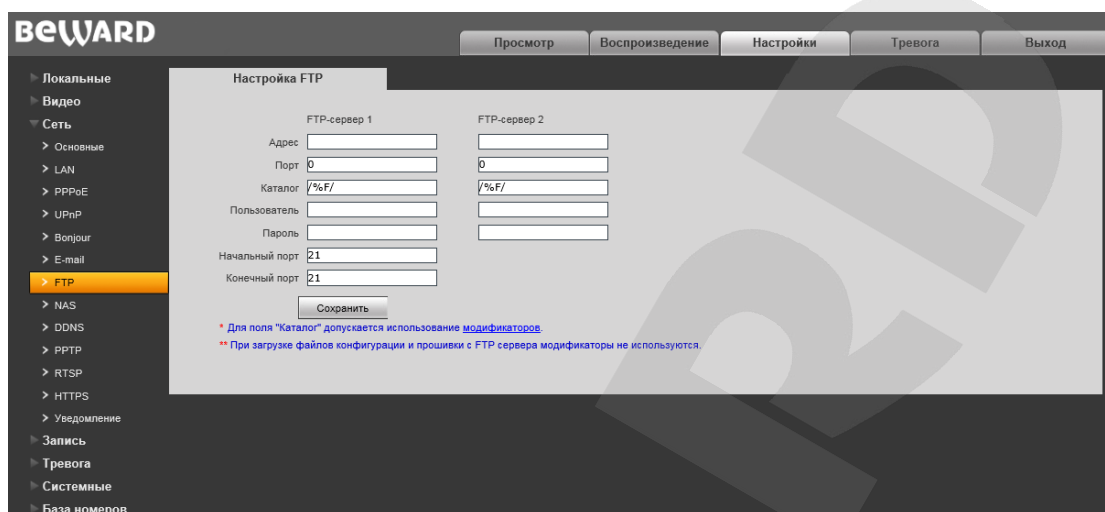 BEWARD
Просмотр Воспроизведение Настройки Тревога Выход
Локальные
Видео
Сеть
Основные
LAN
PPPoE
UPnP
Bonjour
E-mail
FTP
NAS
DDNS
PPTP
RTSP
HTTPS
Уведомление
Запись
Тревога
Системные
База номеров
Настройка FTP
FTP-сервер 1 FTP-сервер 2
Адрес
Порт 0 0
Каталог /%F/ /%F/
Пользователь
Пароль
Начальный порт 21
Конечный порт 21
Сохранить
* Для поля "Каталог" допускается использование модификаторов.
** При загрузке файлов конфигурации и прошивки с FTP сервера модификаторы не используются.